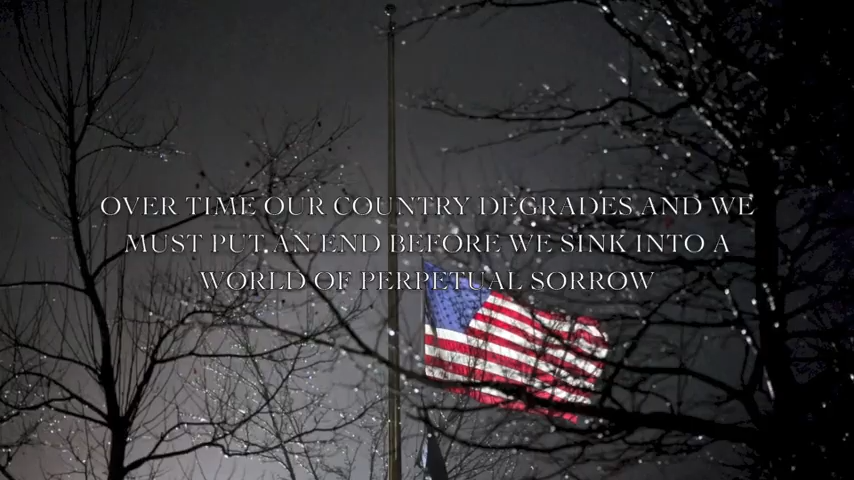 OVER TIME OUR COUNTRY DEGRADES AND WE
MUST PUT AN END BEFORE WE SINK INTO A
WORLD OF PERPETUAL SORROW